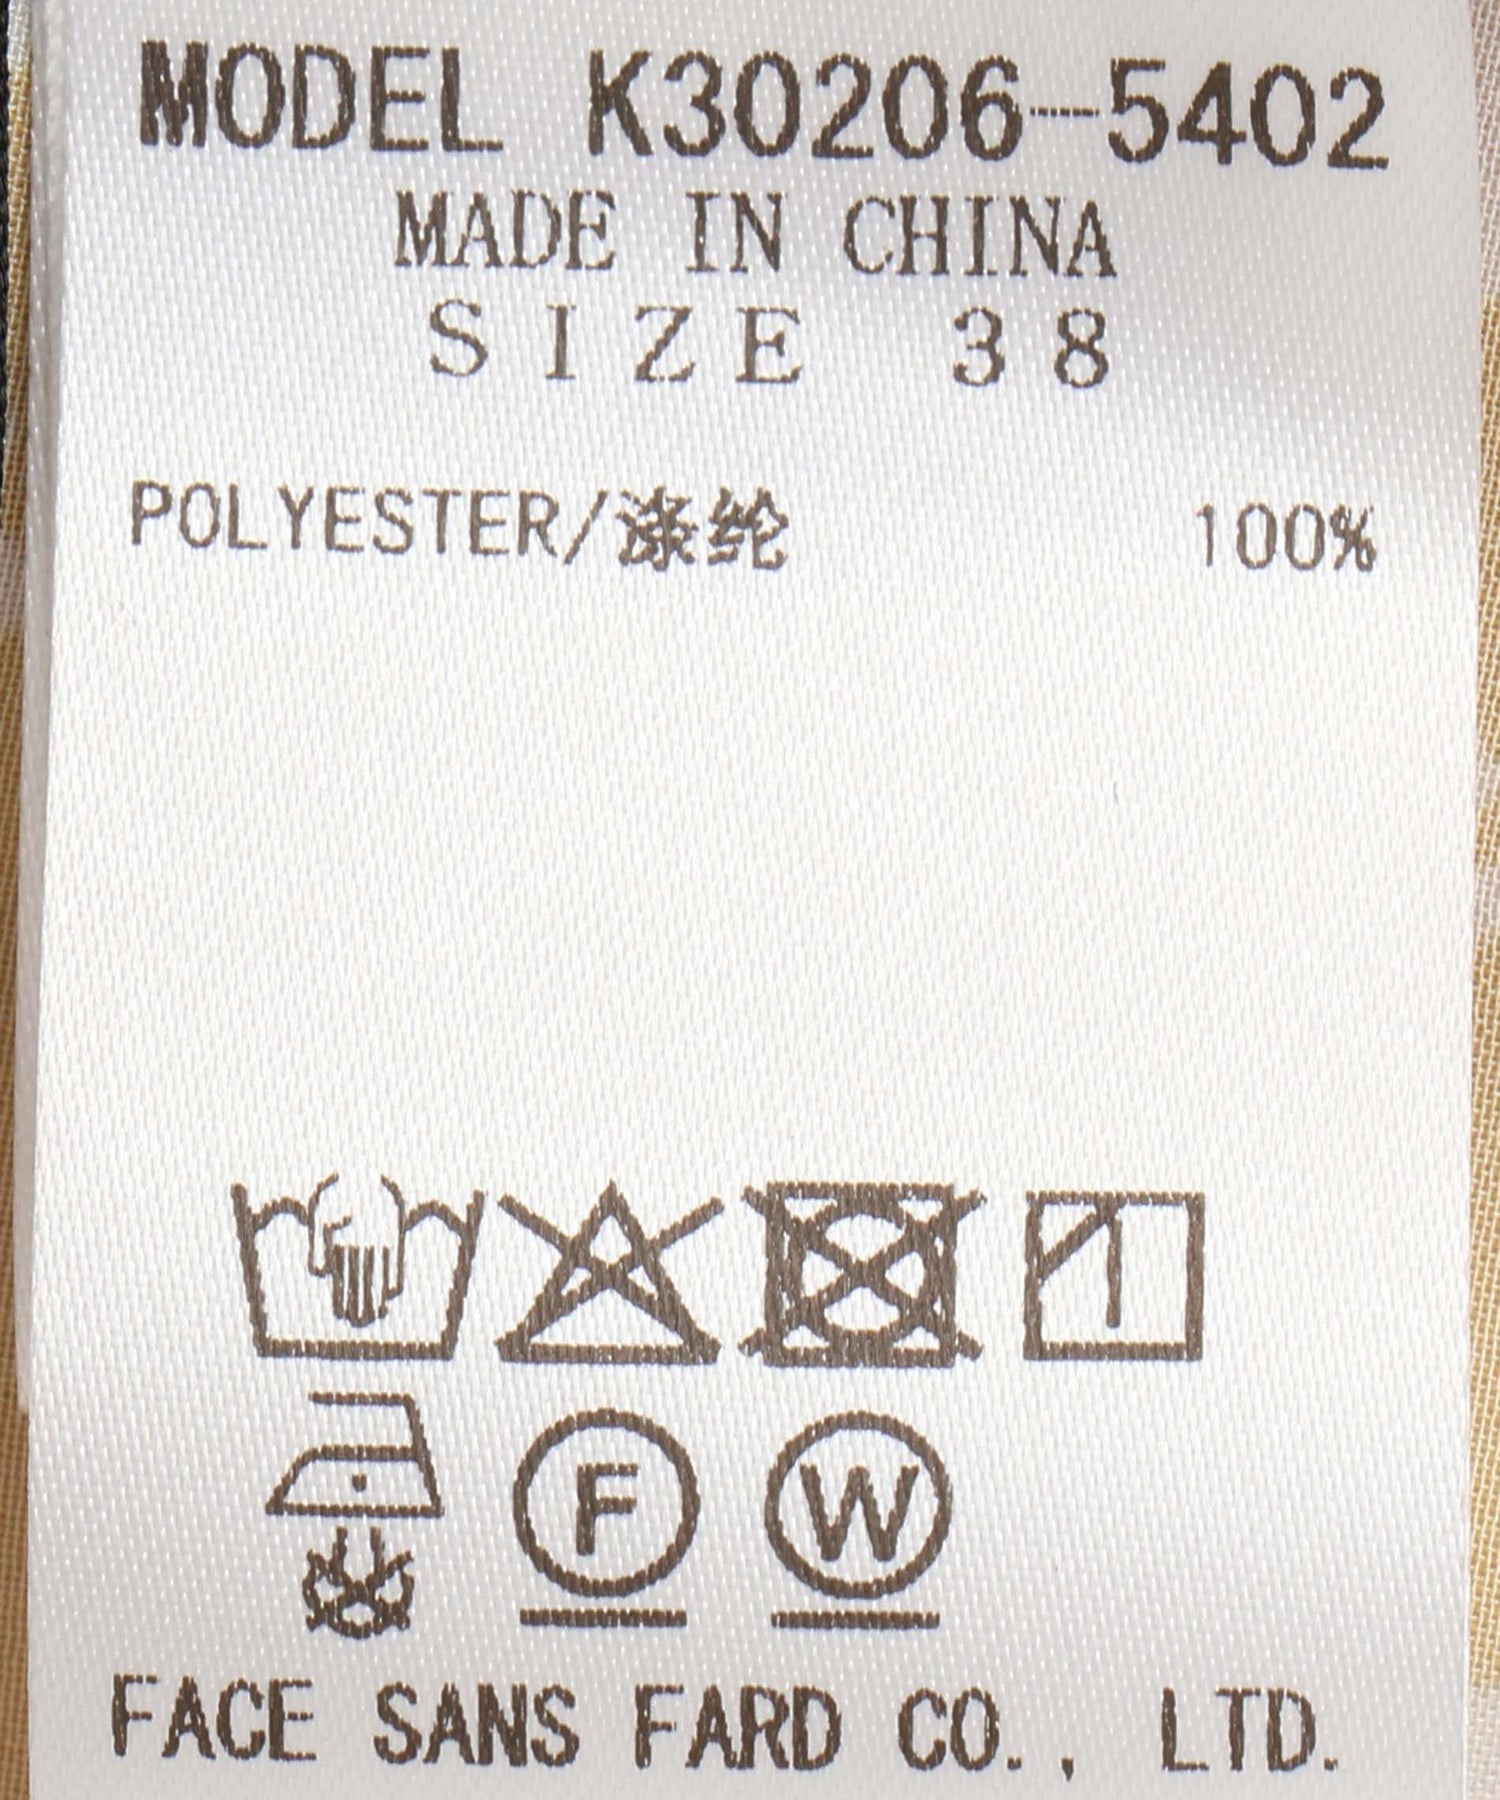 MODEL K30206-5402
MADE IN CHINA
SIZE 38
POLYESTER/涤纶 100%
F W
FACE SANS FARD CO., LTD.